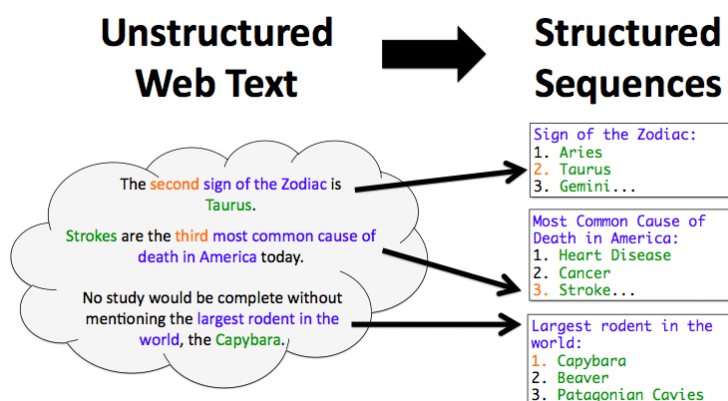 Unstructured
Web Text
Structured
Sequences
The second sign of the Zodiac is
Taurus.
Strokes are the third most common cause of
death in America today.
No study would be complete without
mentioning the largest rodent in the
world, the Capybara.
Sign of the Zodiac:
1. Aries
2. Taurus
3. Gemini...
Most Common Cause of
Death in America:
1. Heart Disease
2. Cancer
3. Stroke...
Largest rodent in the
world:
1. Capybara
2. Beaver
3. Patagonian Cavies